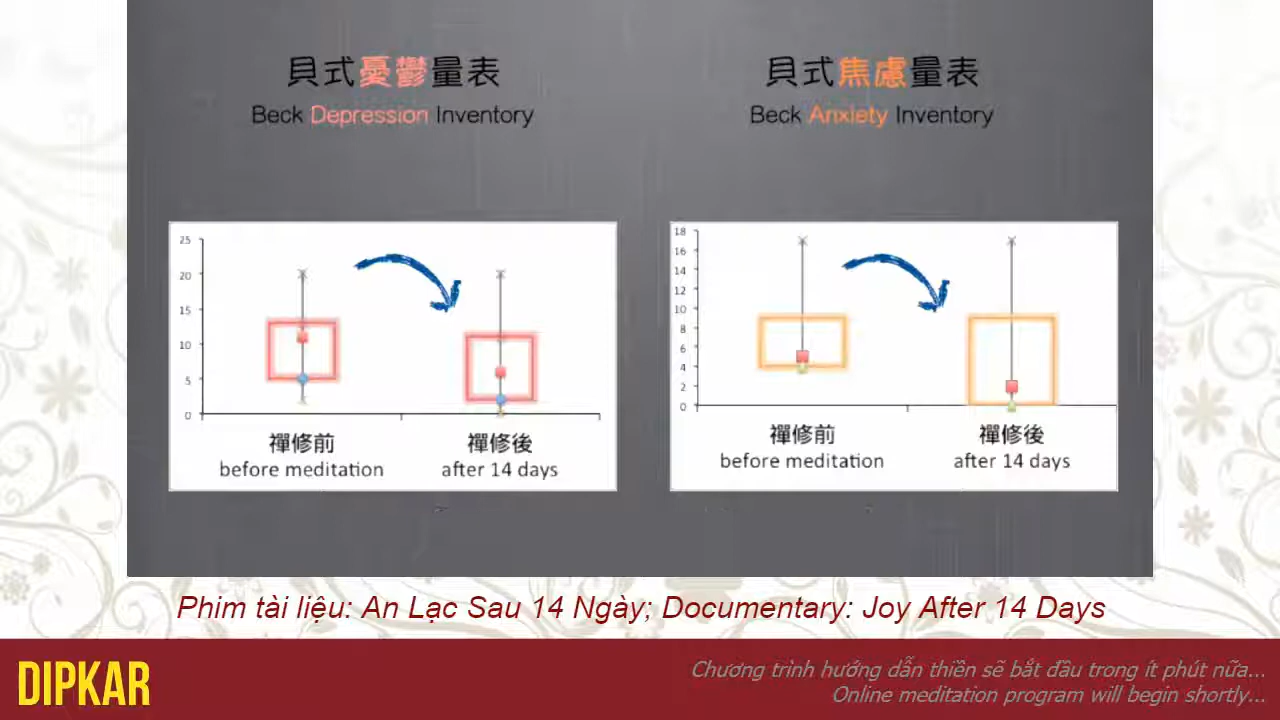 貝式憂鬱量表
Beck Depression Inventory
貝式焦慮量表
Beck Anxiety Inventory
25
20
15
10
5
0
禪修前
before meditation
禪修後
after 14 days
18
16
14
12
10
8
6
4
2
0
禪修前
before meditation
禪修後
after 14 days
Phim tài liệu: An Lạc Sau 14 Ngày; Documentary: Joy After 14 Days
DIPKAR
Chương trình hướng dẫn thiền sẽ bắt đầu trong ít phút nữa...
Online meditation program will begin shortly...